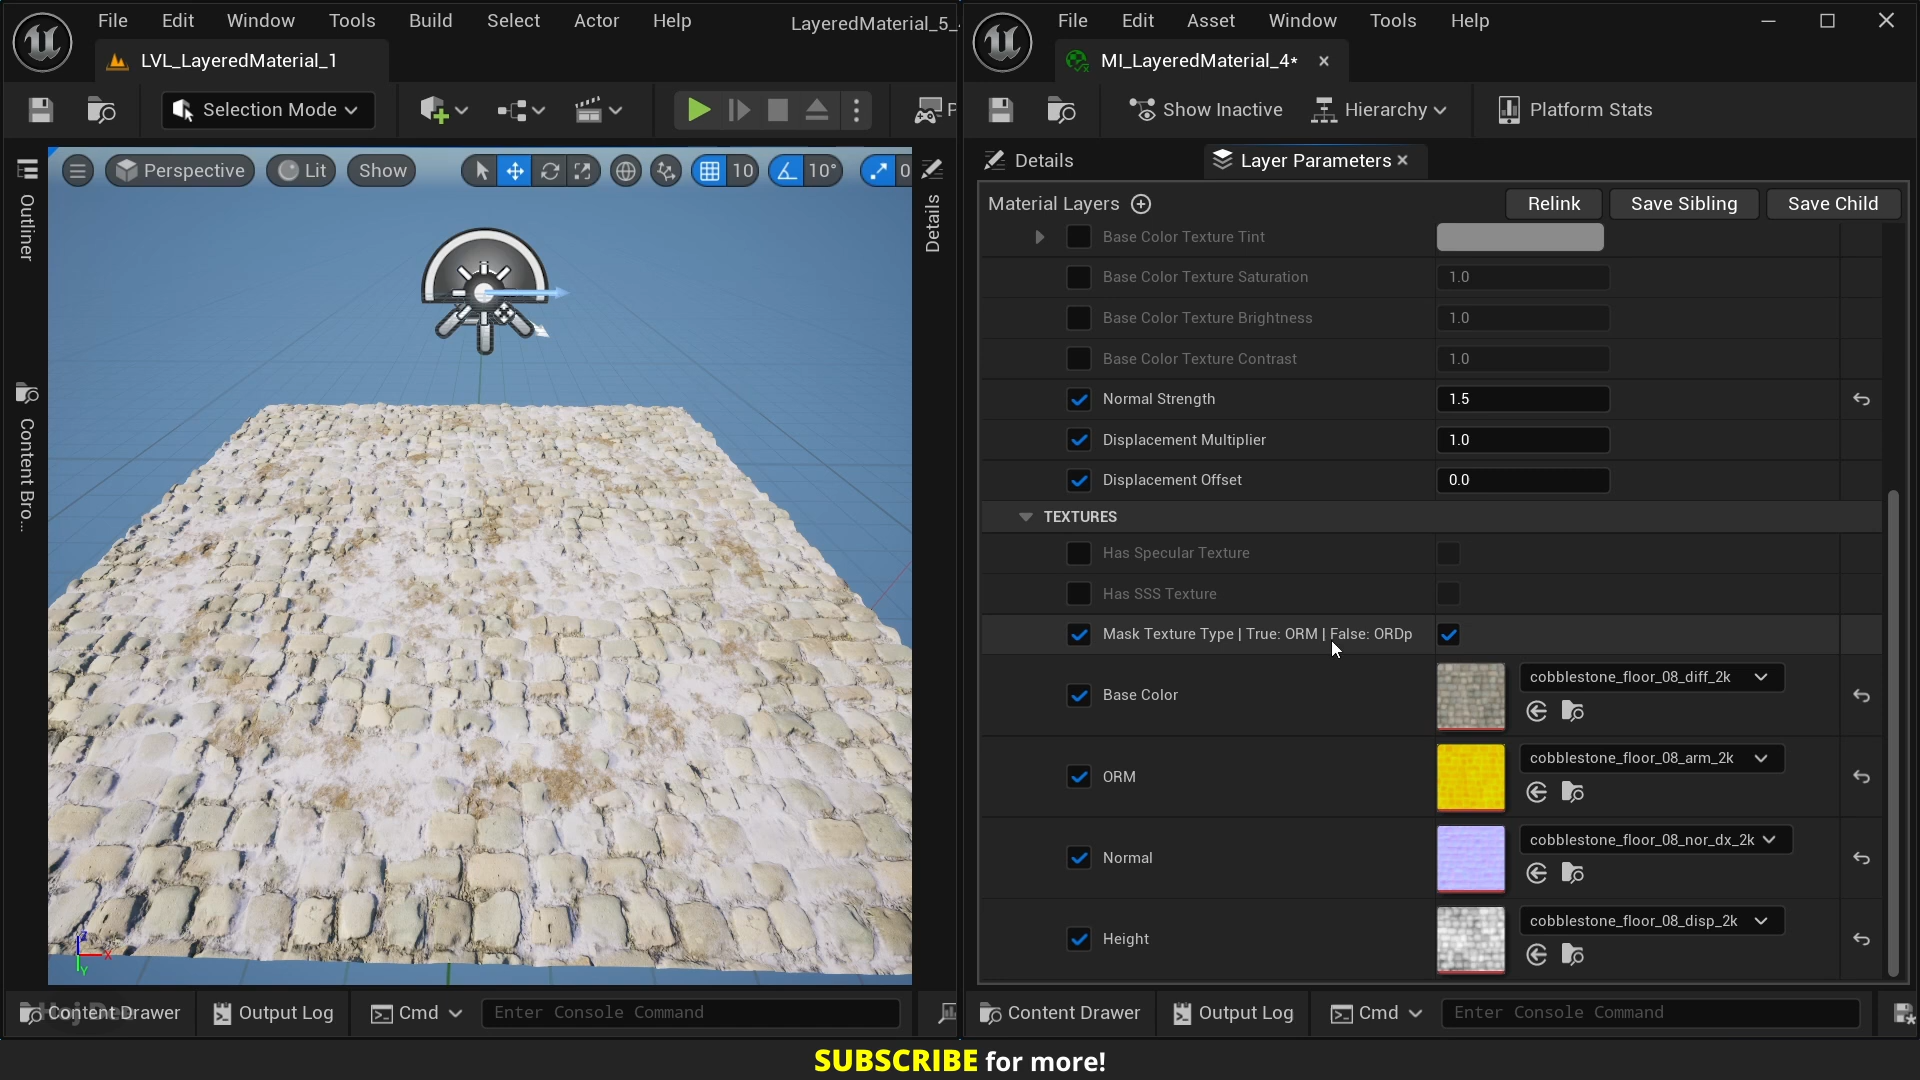 File Edit Window Tools Build Select Actor Help LayeredMaterial_5_
LVL_LayeredMaterial_1
Selection Mode
Perspective Lit Show 10 10° 0
Outliner
Content Bro...
Details
Content Drawer Output Log Cmd Enter Console Command
File Edit Asset Window Tools Help
MI_LayeredMaterial_4*
Show Inactive Hierarchy Platform Stats
Details Layer Parameters
Material Layers Relink Save Sibling Save Child
Base Color Texture Tint
Base Color Texture Saturation 1.0
Base Color Texture Brightness 1.0
Base Color Texture Contrast 1.0
Normal Strength 1.5
Displacement Multiplier 1.0
Displacement Offset 0.0
TEXTURES
Has Specular Texture
Has SSS Texture
Mask Texture Type | True: ORM | False: ORDp
Base Color cobblestone_floor_08_diff_2k
ORM cobblestone_floor_08_arm_2k
Normal cobblestone_floor_08_nor_dx_2k
Height cobblestone_floor_08_disp_2k
Content Drawer Output Log Cmd Enter Console Command
X
Y
SUBSCRIBE for more!